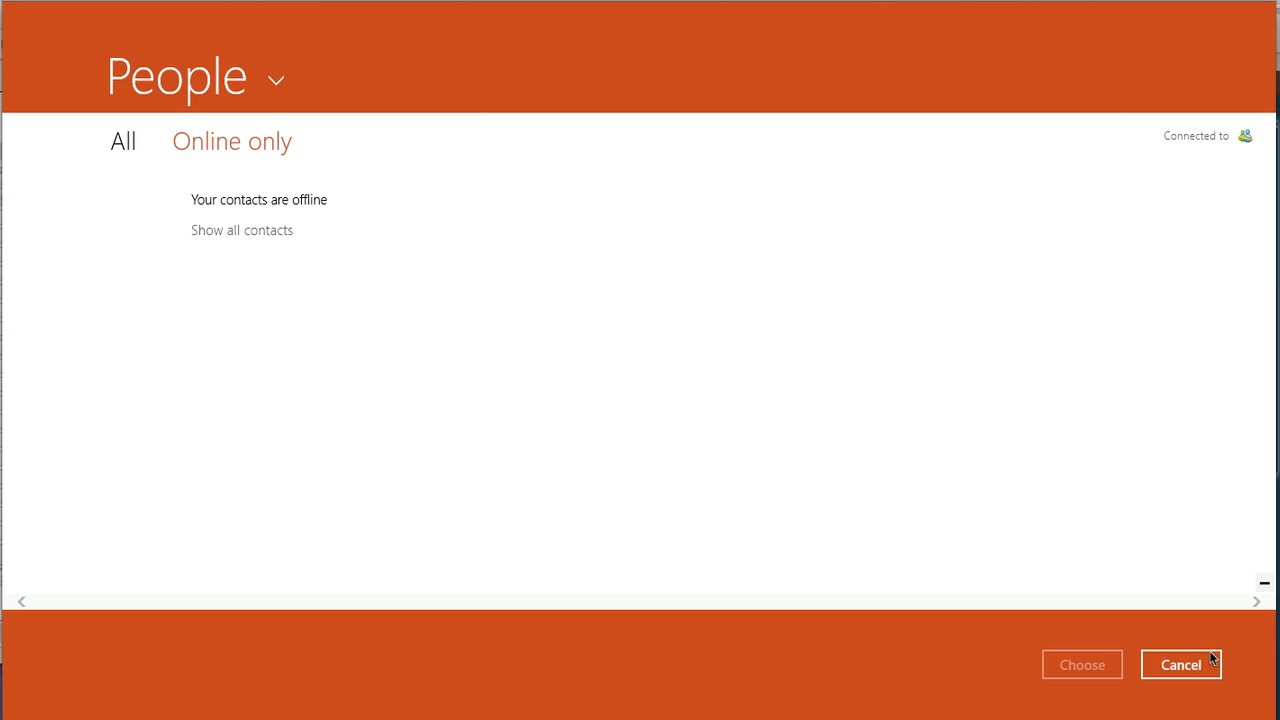 People
All Online only
Connected to
Your contacts are offline
Show all contacts
Choose Cancel